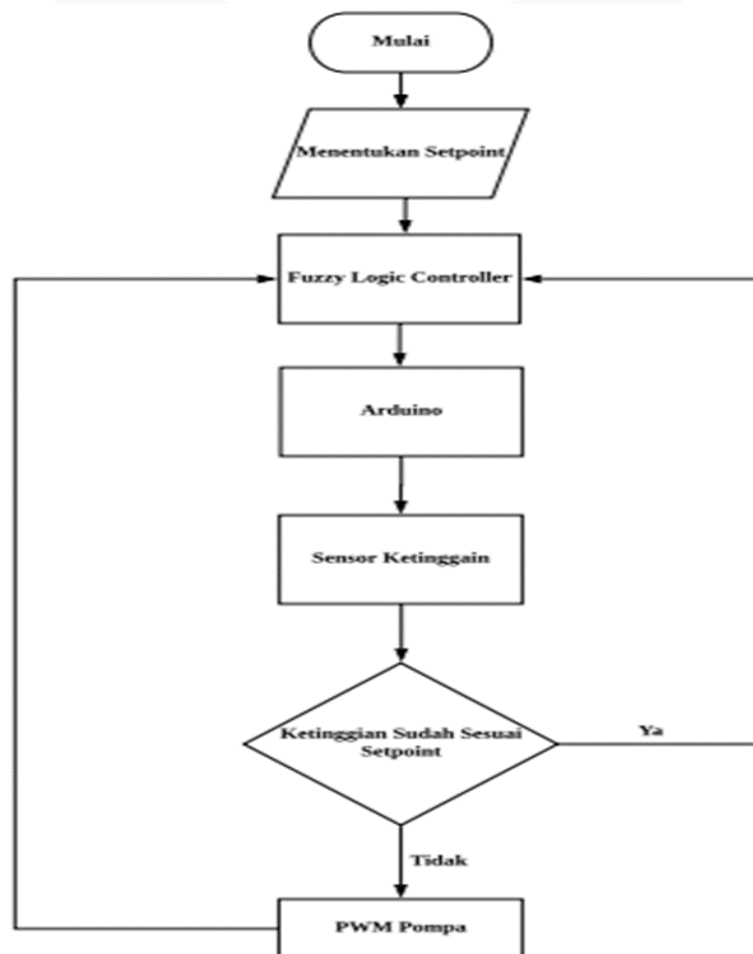 Mulai
Menentukan Setpoint
Fuzzy Logic Controller
Arduino
Sensor Ketinggain
Ketinggian Sudah Sesuai
Setpoint
Ya
Tidak
PWM Pompa